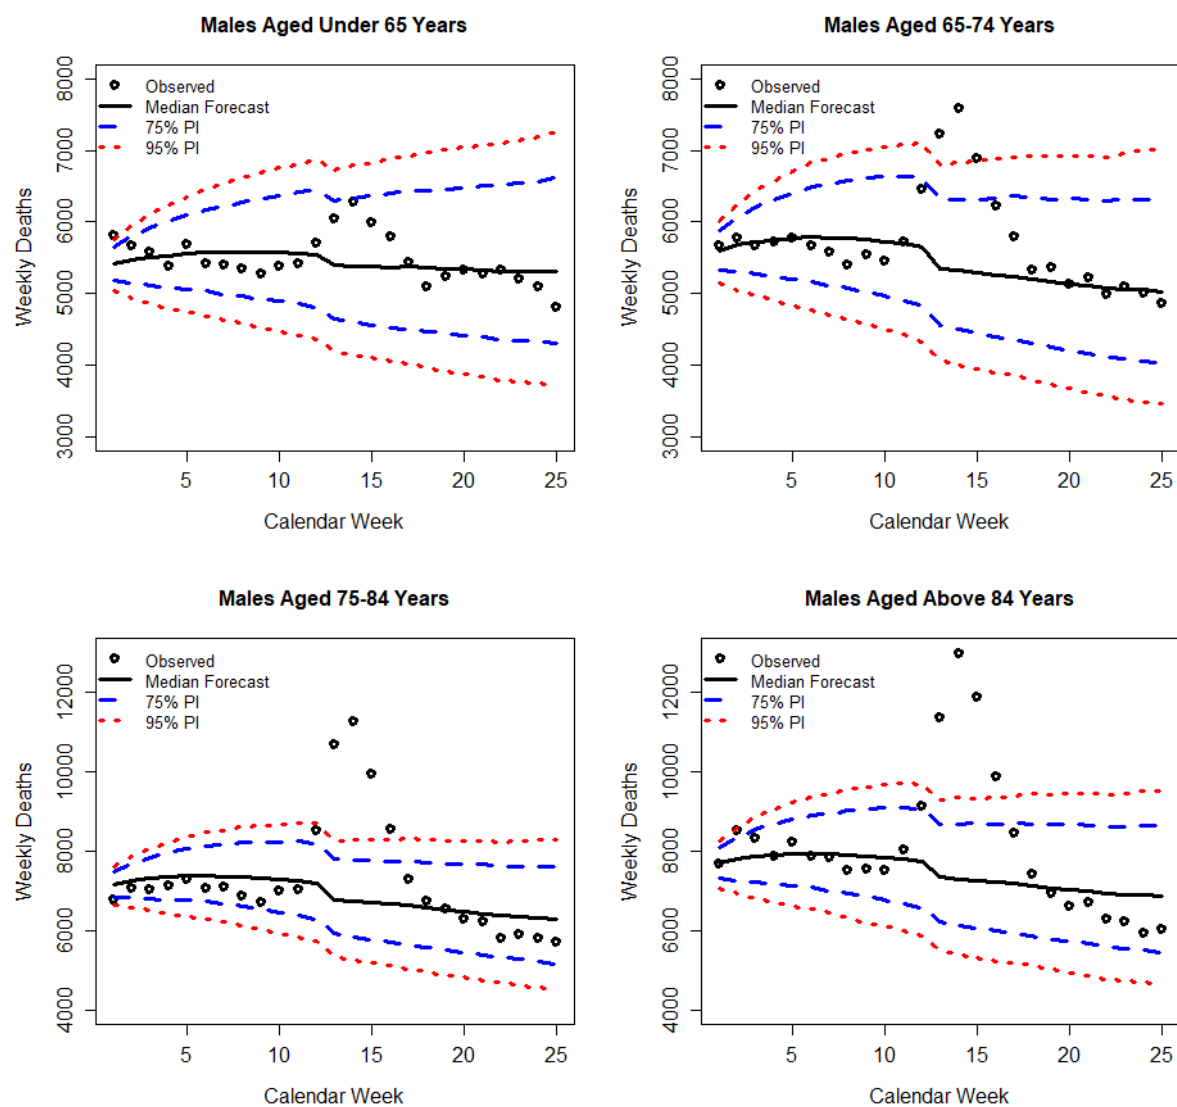 Males Aged Under 65 Years
Weekly Deaths
8000
7000
6000
5000
4000
3000
Observed
Median Forecast
75% PI
95% PI
5
10
15
20
25
Calendar Week
Males Aged 65-74 Years
Weekly Deaths
8000
7000
6000
5000
4000
3000
Observed
Median Forecast
75% PI
95% PI
5
10
15
20
25
Calendar Week
Males Aged 75-84 Years
Weekly Deaths
12000
10000
8000
6000
4000
Observed
Median Forecast
75% PI
95% PI
5
10
15
20
25
Calendar Week
Males Aged Above 84 Years
Weekly Deaths
12000
10000
8000
6000
4000
Observed
Median Forecast
75% PI
95% PI
5
10
15
20
25
Calendar Week